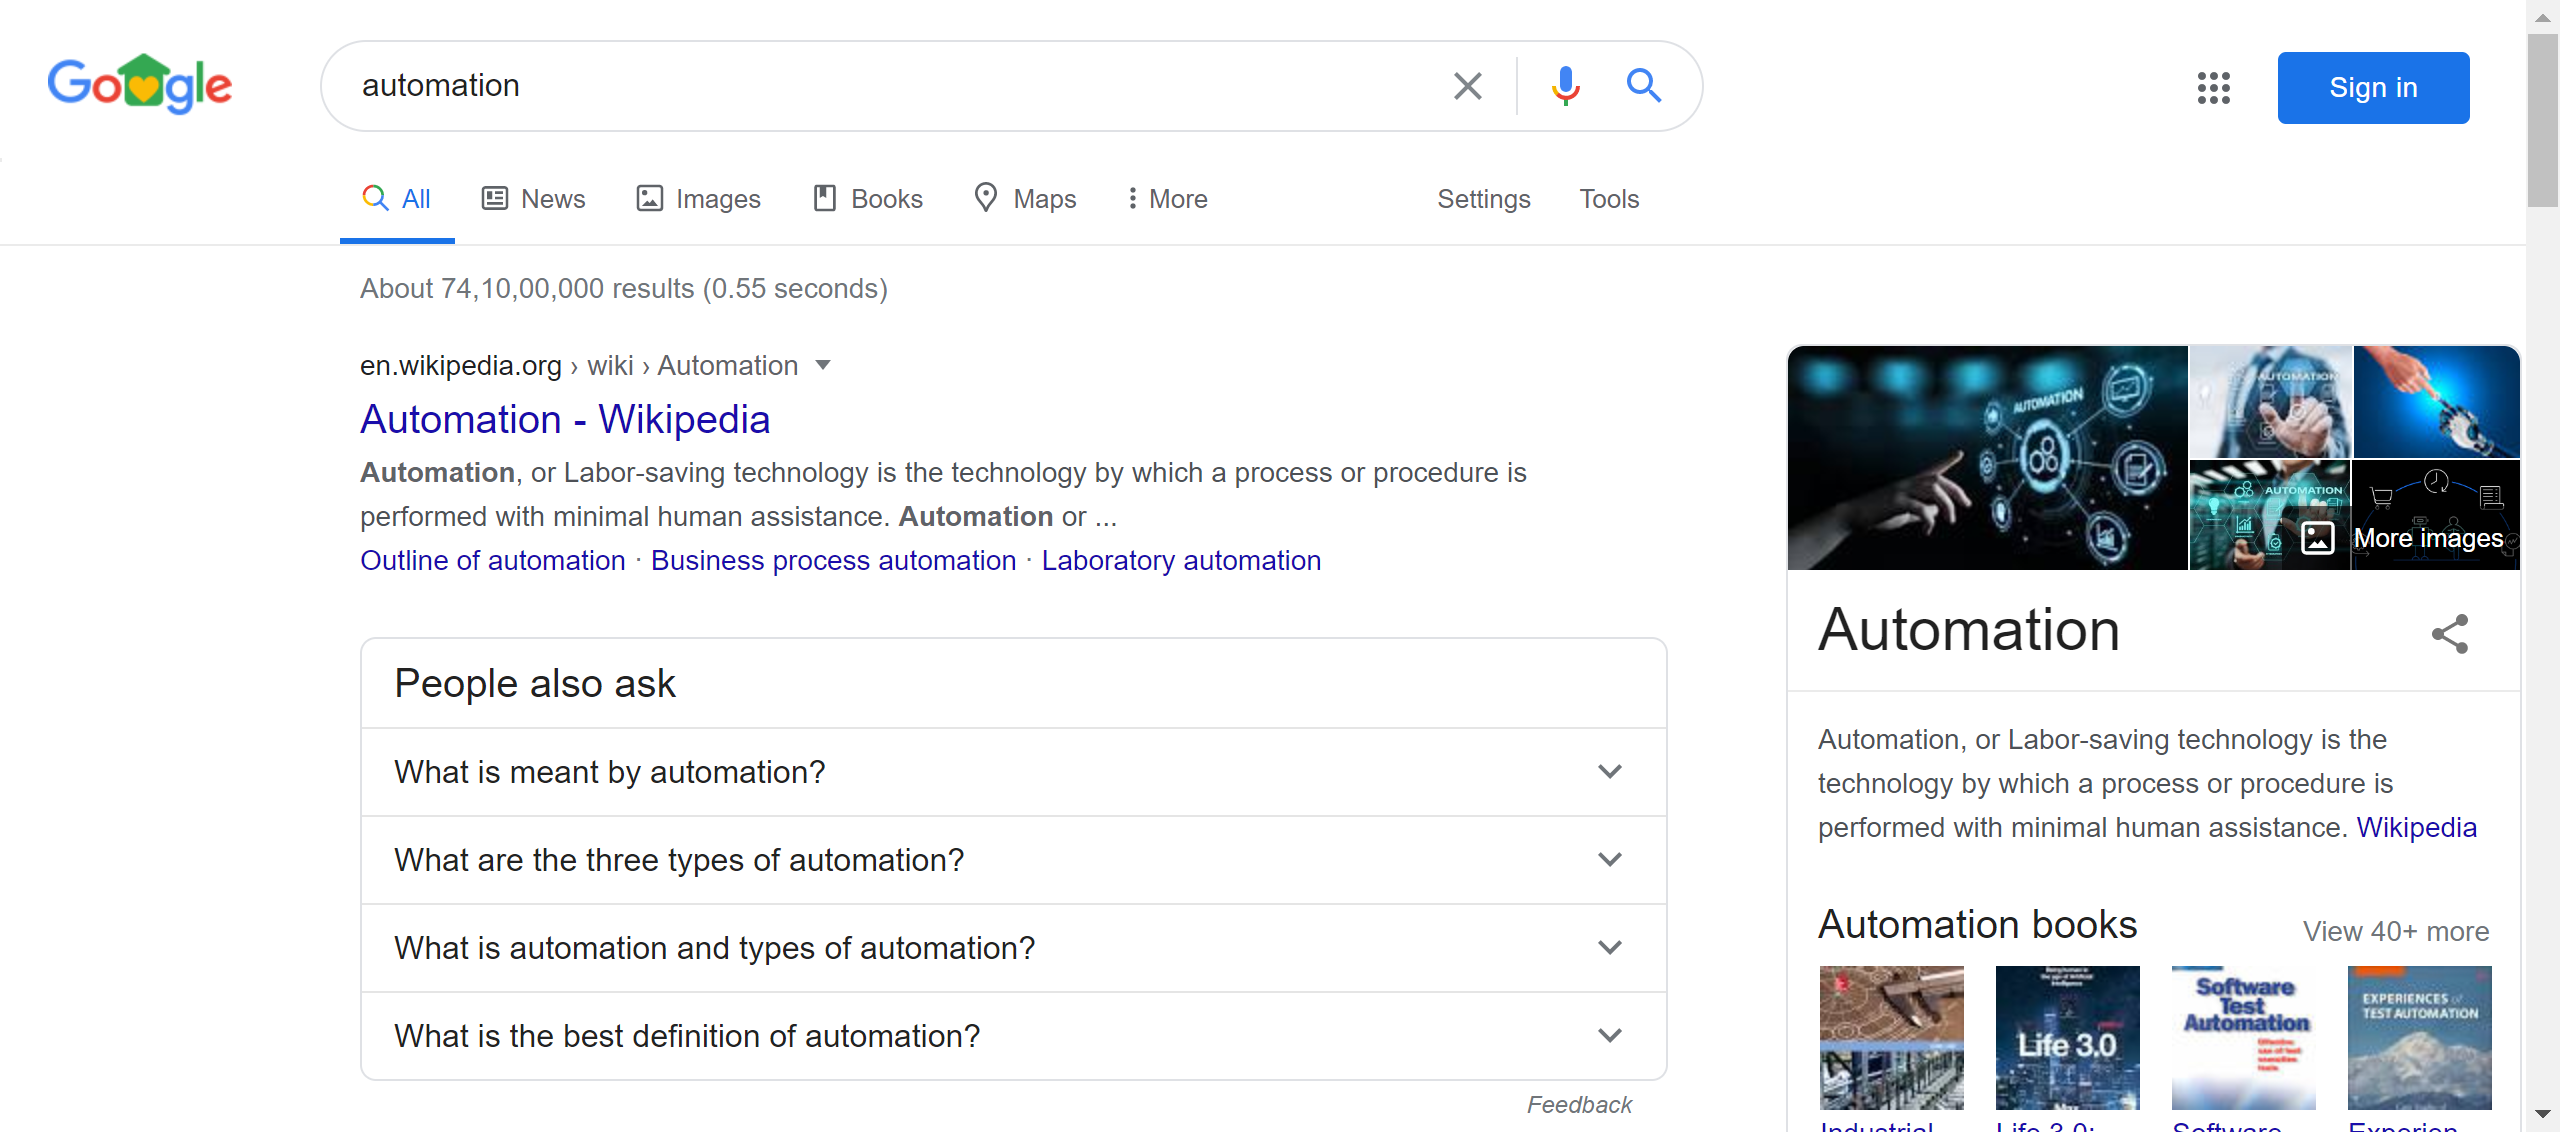 Google
automation
Sign in
All
News
Images
Books
Maps
More
Settings
Tools
About 74,10,00,000 results (0.55 seconds)
en.wikipedia.org › wiki › Automation
Automation - Wikipedia
Automation, or Labor-saving technology is the technology by which a process or procedure is
performed with minimal human assistance. Automation or ...
Outline of automation · Business process automation · Laboratory automation
People also ask
What is meant by automation?
What are the three types of automation?
What is automation and types of automation?
What is the best definition of automation?
Feedback
AUTOMATION
AUTOMATION
AUTOMATION
More images
Automation
Automation, or Labor-saving technology is the
technology by which a process or procedure is
performed with minimal human assistance. Wikipedia
Automation books
View 40+ more
Life 3.0
Software
Test
Automation
EXPERIENCES of
TEST AUTOMATION
Industrial
Life 3.0:
Software
Experien